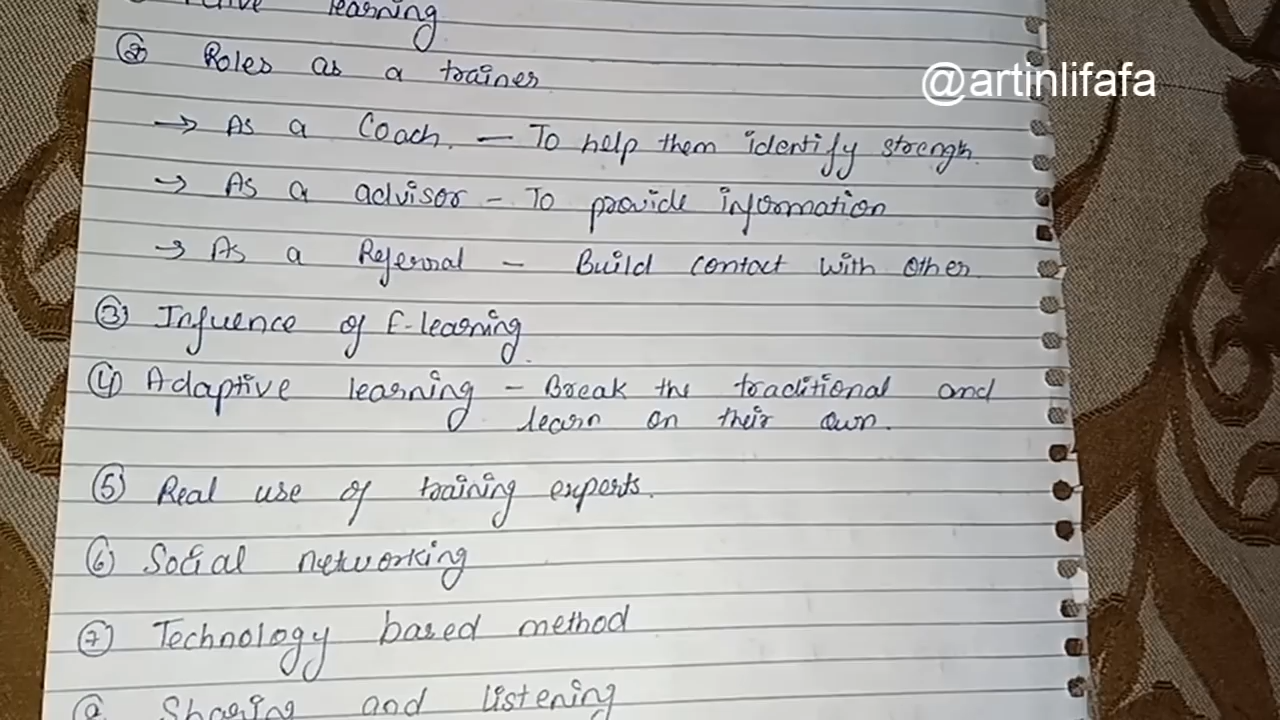 learning
② Roles as a trainer
@artinlifafa
→ As a Coach. – To help them identify strength.
→ As a advisor – To provide information
→ As a Referral – Build contact with other
③ Infuence of E-learning.
④ Adaptive learning – Break the traditional and
learn on their own.
⑤ Real use of training experts.
⑥ Social networking
⑦ Technology based method
Sharing and listening